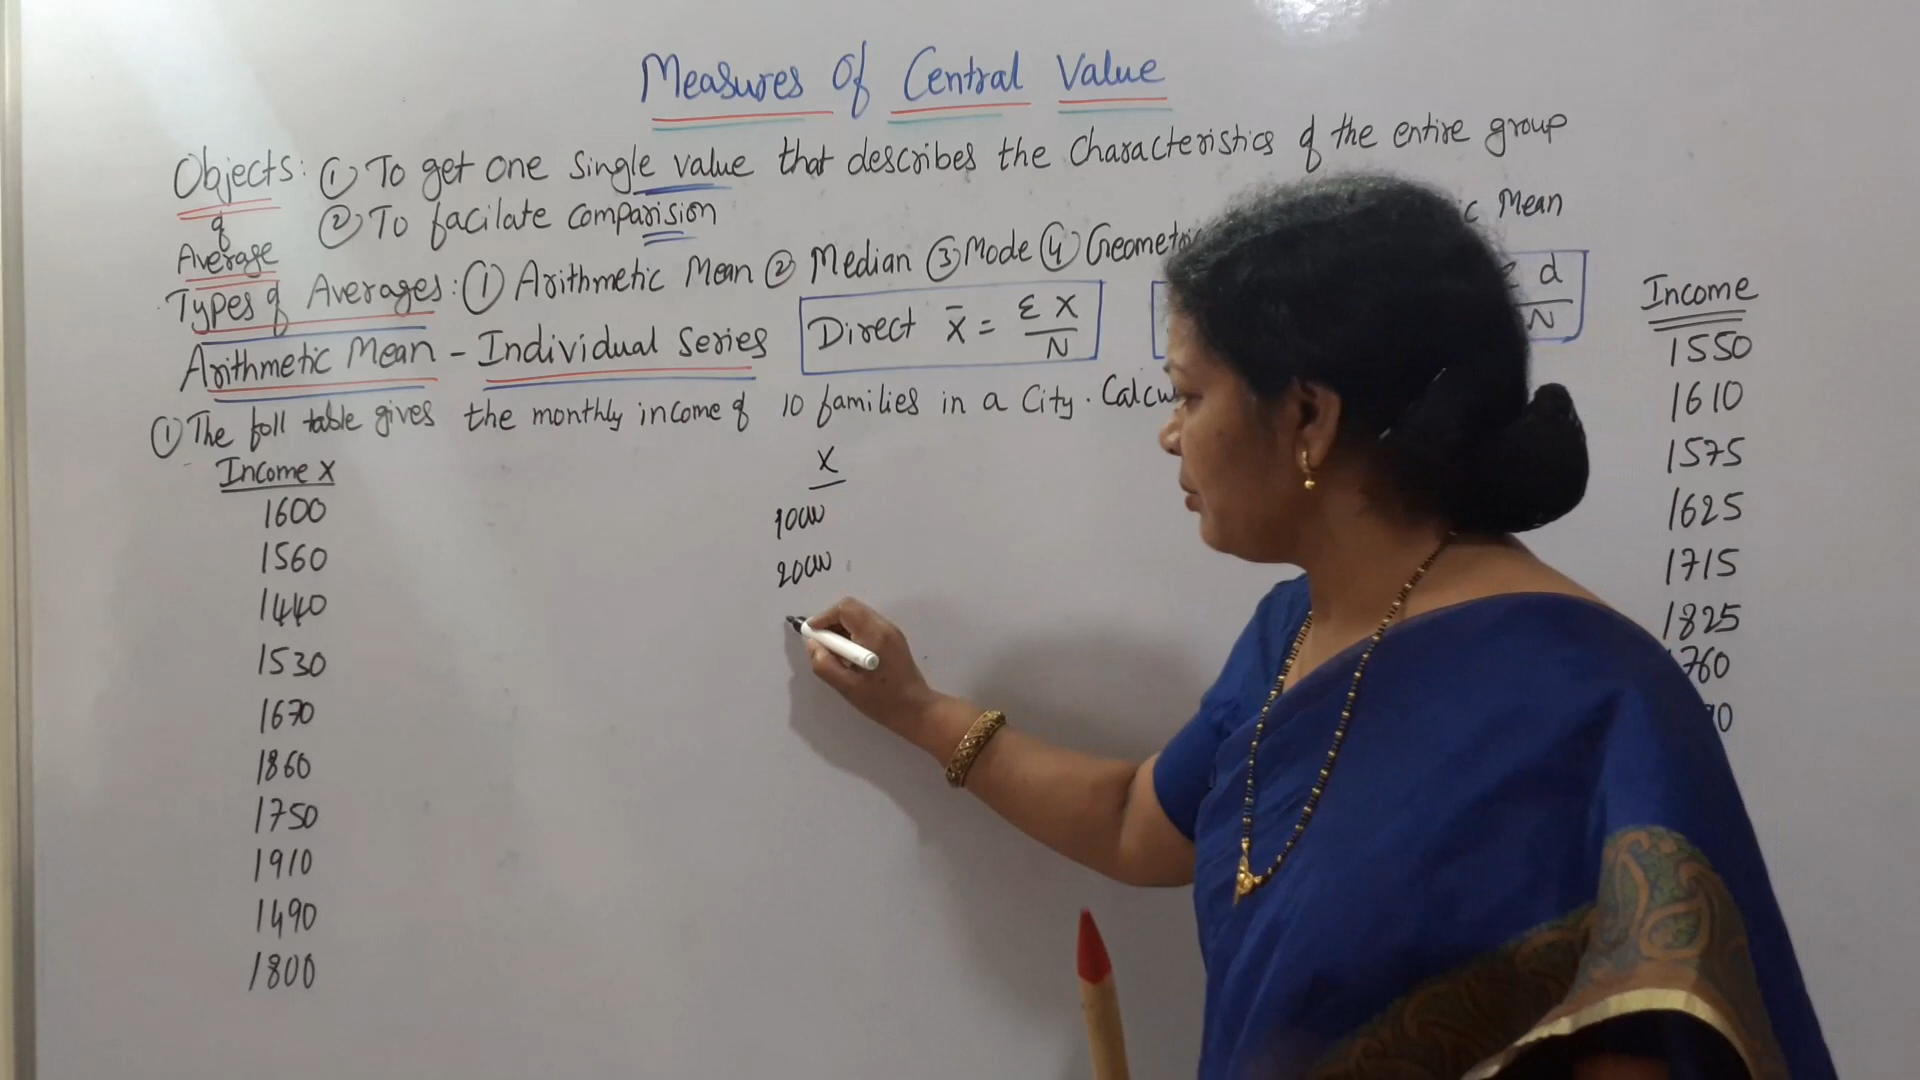 Measures Of Central Value
Objects: ① To get one single value that describes the characteristics of the entire group
of ② To facilate comparision
Average
Types of Averages: ① Arithmetic Mean ② Median ③ Mode ④ Geometric Mean
Arithmetic Mean - Individual Series Direct X̄ = Σ X / N Σ d / N
① The foll table gives the monthly income of 10 families in a City.
Income X
1600
1560
1440
1530
1670
1860
1750
1910
1490
1800
X
1000
2000
Income
1550
1610
1575
1625
1715
1825